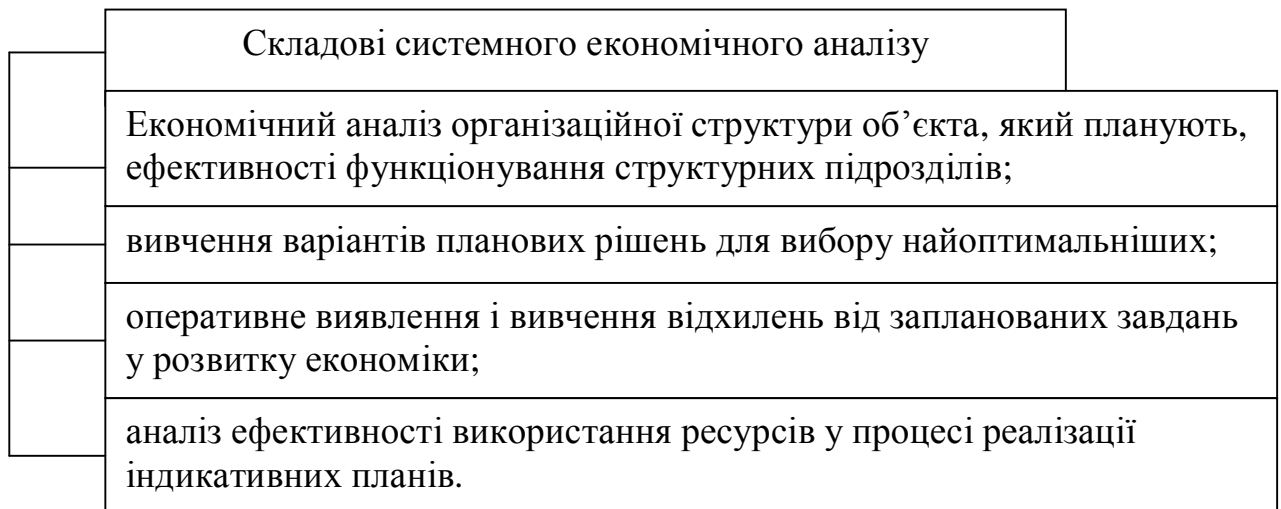 Складові системного економічного аналізу
Економічний аналіз організаційної структури об’єкта, який планують,
ефективності функціонування структурних підрозділів;
вивчення варіантів планових рішень для вибору найоптимальніших;
оперативне виявлення і вивчення відхилень від запланованих завдань
у розвитку економіки;
аналіз ефективності використання ресурсів у процесі реалізації
індикативних планів.